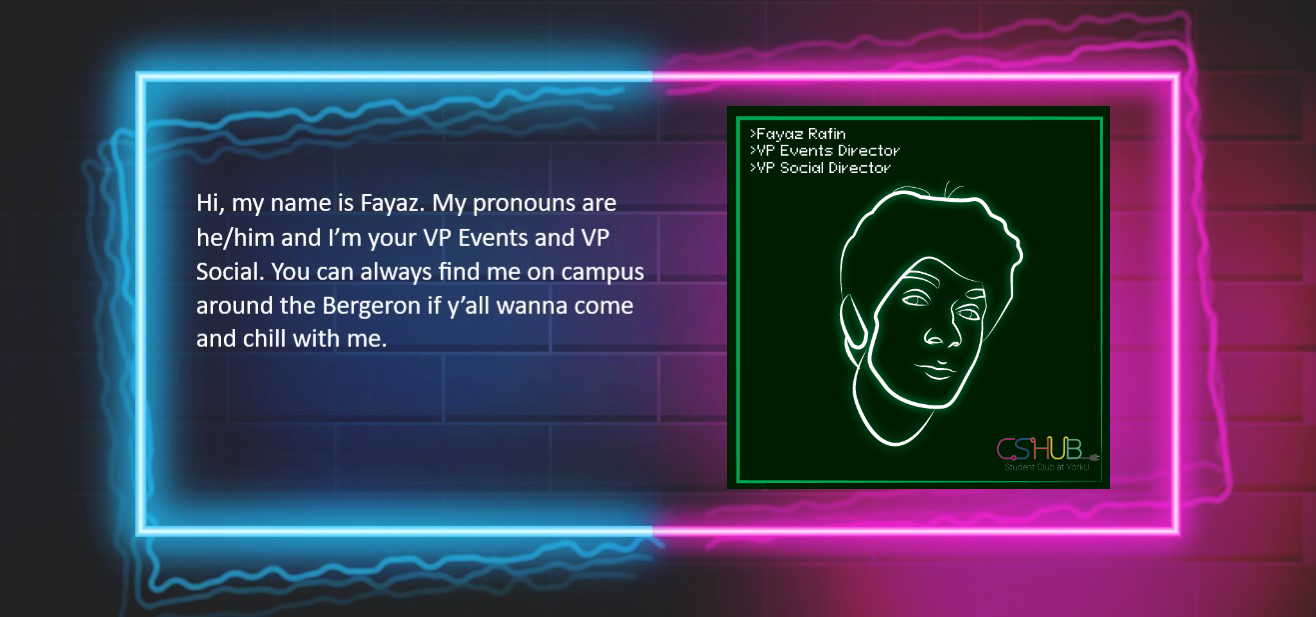 Hi, my name is Fayaz. My pronouns are
he/him and I’m your VP Events and VP
Social. You can always find me on campus
around the Bergeron if y’all wanna come
and chill with me.
>Fayaz Rafin
>VP Events Director
>VP Social Director
CSHUB
Student Club at YorkU